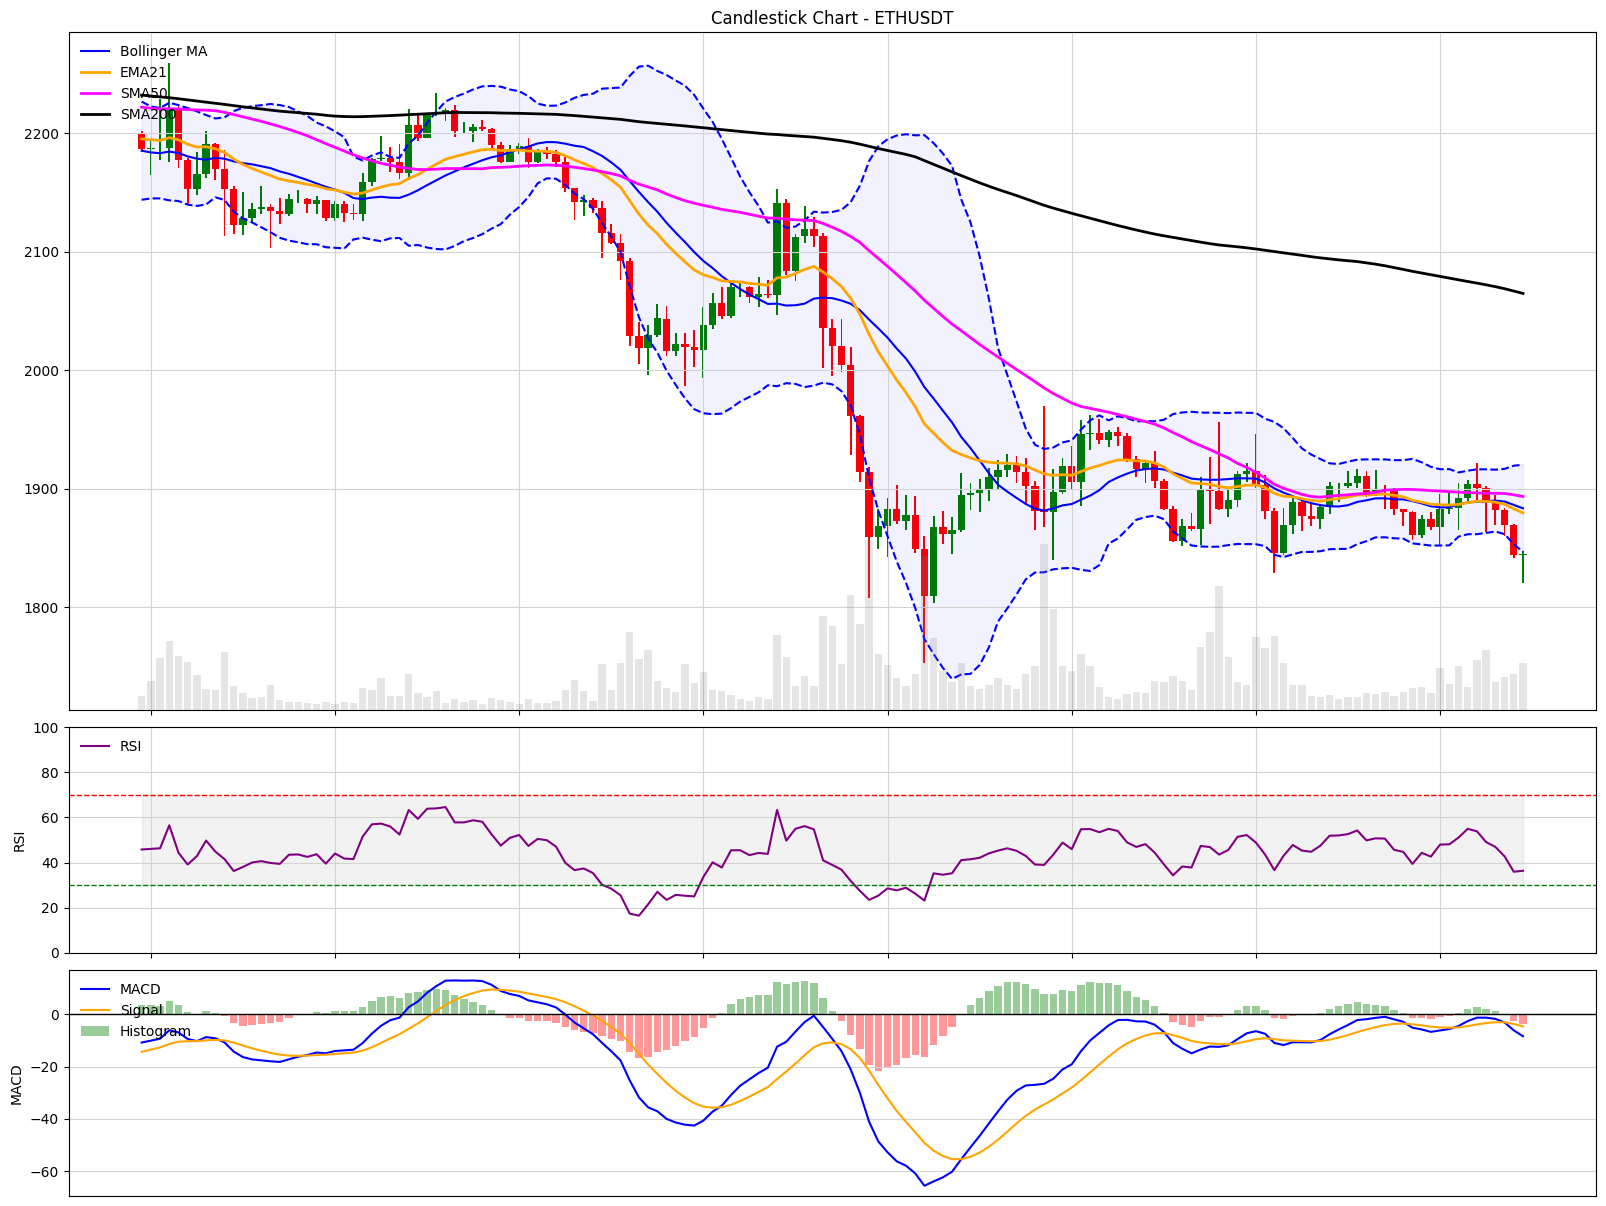 Candlestick Chart - ETHUSDT
Bollinger MA
EMA21
SMA50
SMA200
2200
2100
2000
1900
1800
RSI
100
80
60
40
20
0
RSI
MACD
Signal
Histogram
0
−20
−40
−60
MACD